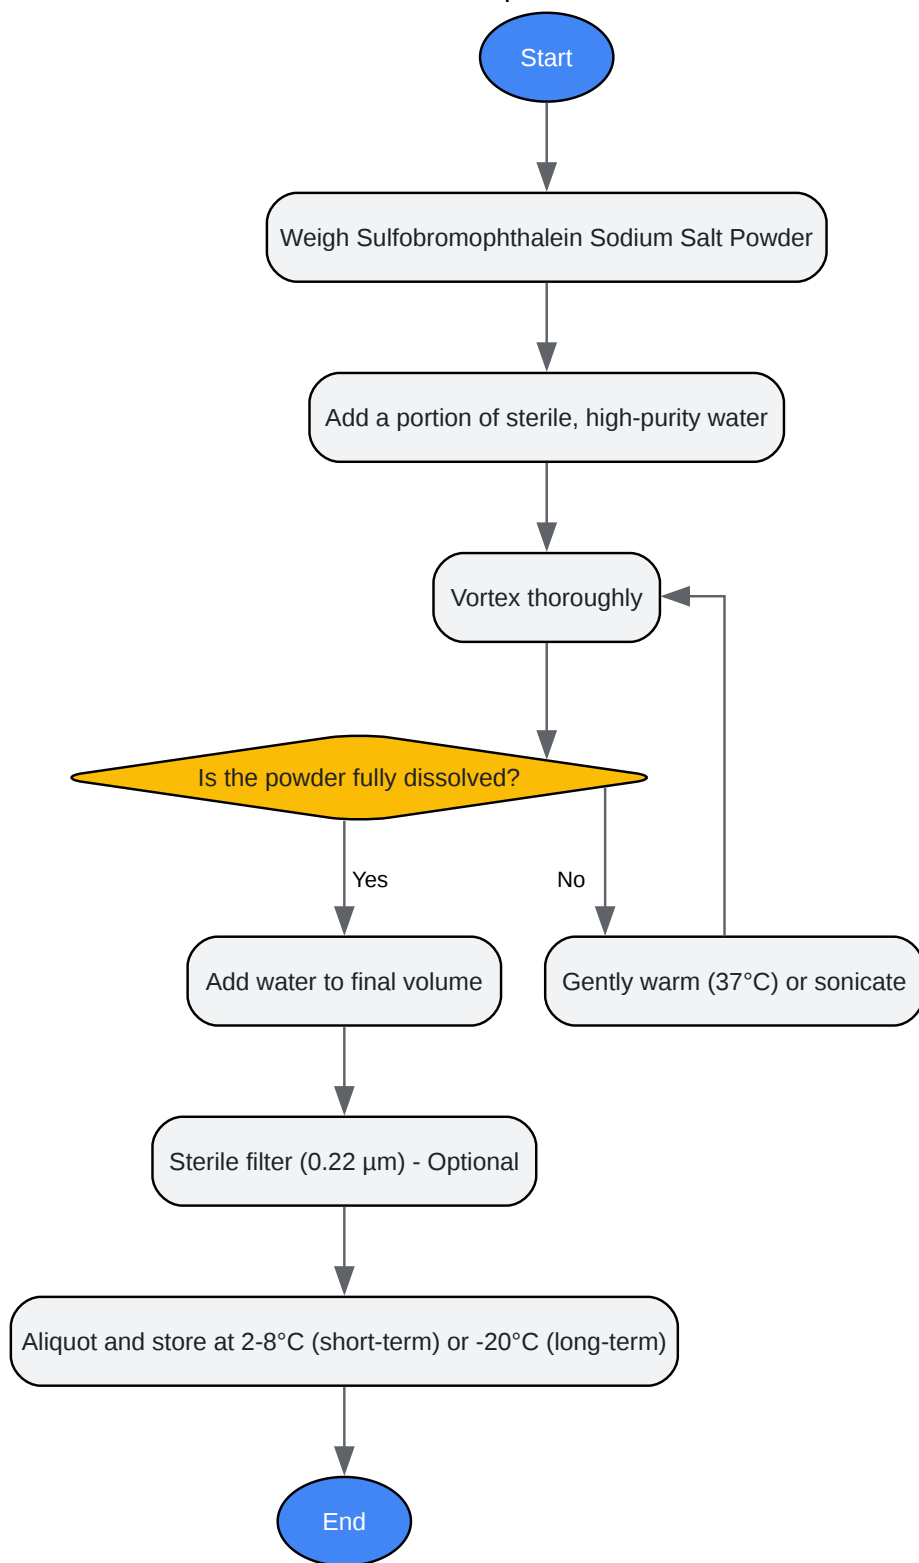 Start
Weigh Sulfobromophthalein Sodium Salt Powder
Add a portion of sterile, high-purity water
Vortex thoroughly
Is the powder fully dissolved?
Yes
No
Add water to final volume
Gently warm (37°C) or sonicate
Sterile filter (0.22 µm) - Optional
Aliquot and store at 2-8°C (short-term) or -20°C (long-term)
End